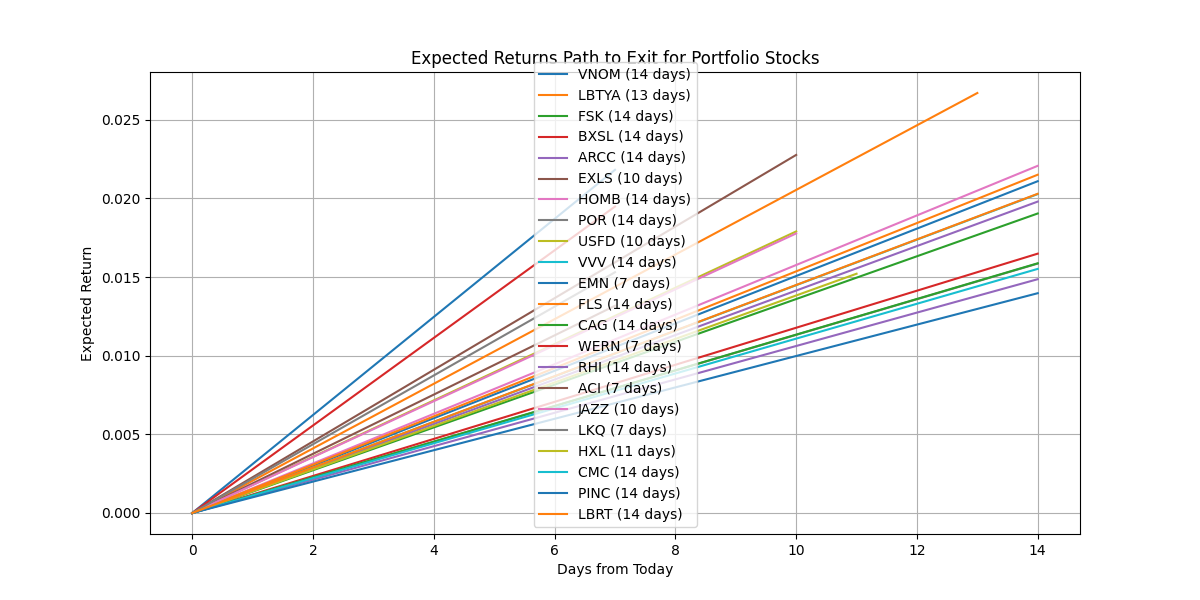 Expected Returns Path to Exit for Portfolio Stocks
VNOM (14 days)
LBTYA (13 days)
FSK (14 days)
BXSL (14 days)
ARCC (14 days)
EXLS (10 days)
HOMB (14 days)
POR (14 days)
USFD (10 days)
VVV (14 days)
EMN (7 days)
FLS (14 days)
CAG (14 days)
WERN (7 days)
RHI (14 days)
ACI (7 days)
JAZZ (10 days)
LKQ (7 days)
HXL (11 days)
CMC (14 days)
PINC (14 days)
LBRT (14 days)
0.025
0.020
0.015
0.010
0.005
0.000
Expected Return
0 2 4 6 8 10 12 14
Days from Today